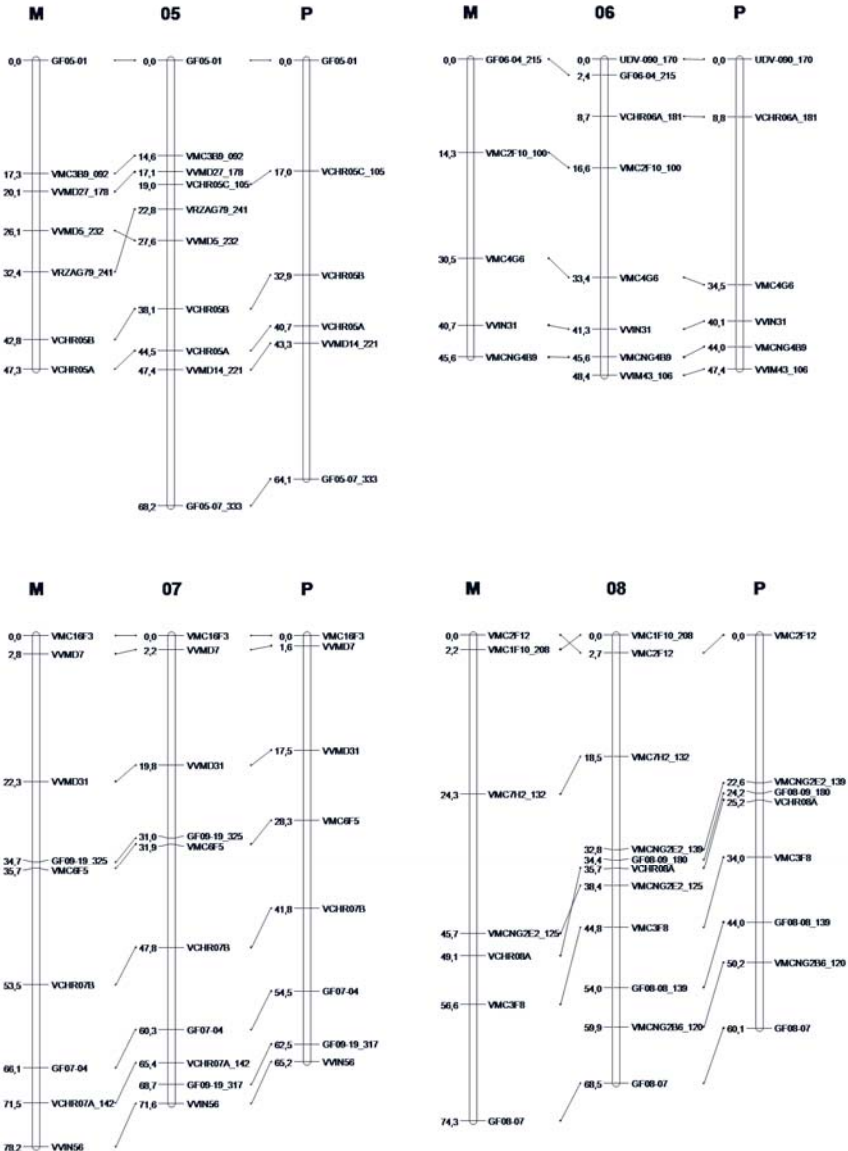 M 05 P
0,0 GF05-01
17,3 VMC3B9_092
20,1 VVMD27_178
26,1 VVMD5_232
32,4 VRZAG79_241
42,8 VCHR05B
47,3 VCHR05A
0,0 GF05-01
14,6 VMC3B9_092
17,1 VVMD27_178
19,0 VCHR05C_105
22,8 VRZAG79_241
27,6 VVMD5_232
38,1 VCHR05B
44,5 VCHR05A
47,4 VVMD14_221
68,2 GF05-07_333
0,0 GF05-01
17,0 VCHR05C_105
32,9 VCHR05B
40,7 VCHR05A
43,3 VVMD14_221
64,1 GF05-07_333
M 06 P
0,0 GF06-04_215
14,3 VMC2F10_100
30,5 VMC4G6
40,7 VVIN31
45,6 VMCNG4B9
0,0 UDV-090_170
2,4 GF06-04_215
8,7 VCHR06A_181
16,6 VMC2F10_100
33,4 VMC4G6
41,3 VVIN31
45,6 VMCNG4B9
48,4 VVIM43_106
0,0 UDV-090_170
8,8 VCHR06A_181
34,5 VMC4G6
40,1 VVIN31
44,0 VMCNG4B9
47,4 VVIM43_106
M 07 P
0,0 VMC16F3
2,8 VVMD7
22,3 VVMD31
34,7 GF09-19_325
35,7 VMC6F5
53,5 VCHR07B
66,1 GF07-04
71,5 VCHR07A_142
78,2 VVIN56
0,0 VMC16F3
2,2 VVMD7
19,8 VVMD31
31,0 GF09-19_325
31,9 VMC6F5
47,8 VCHR07B
60,3 GF07-04
65,4 VCHR07A_142
68,7 GF09-19_317
71,6 VVIN56
0,0 VMC16F3
1,6 VVMD7
17,5 VVMD31
28,3 VMC6F5
41,8 VCHR07B
54,5 GF07-04
62,5 GF09-19_317
65,2 VVIN56
M 08 P
0,0 VMC2F12
2,2 VMC1F10_208
24,3 VMC7H2_132
45,7 VMCNG2E2_125
49,1 VCHR08A
56,6 VMC3F8
74,3 GF08-07
0,0 VMC1F10_208
2,7 VMC2F12
18,5 VMC7H2_132
32,8 VMCNG2E2_139
34,4 GF08-09_180
35,7 VCHR08A
38,4 VMCNG2E2_125
44,8 VMC3F8
54,0 GF08-08_139
59,9 VMCNG2B6_120
68,5 GF08-07
0,0 VMC2F12
22,6 VMCNG2E2_139
24,2 GF08-09_180
25,2 VCHR08A
34,0 VMC3F8
44,0 GF08-08_139
50,2 VMCNG2B6_120
60,1 GF08-07